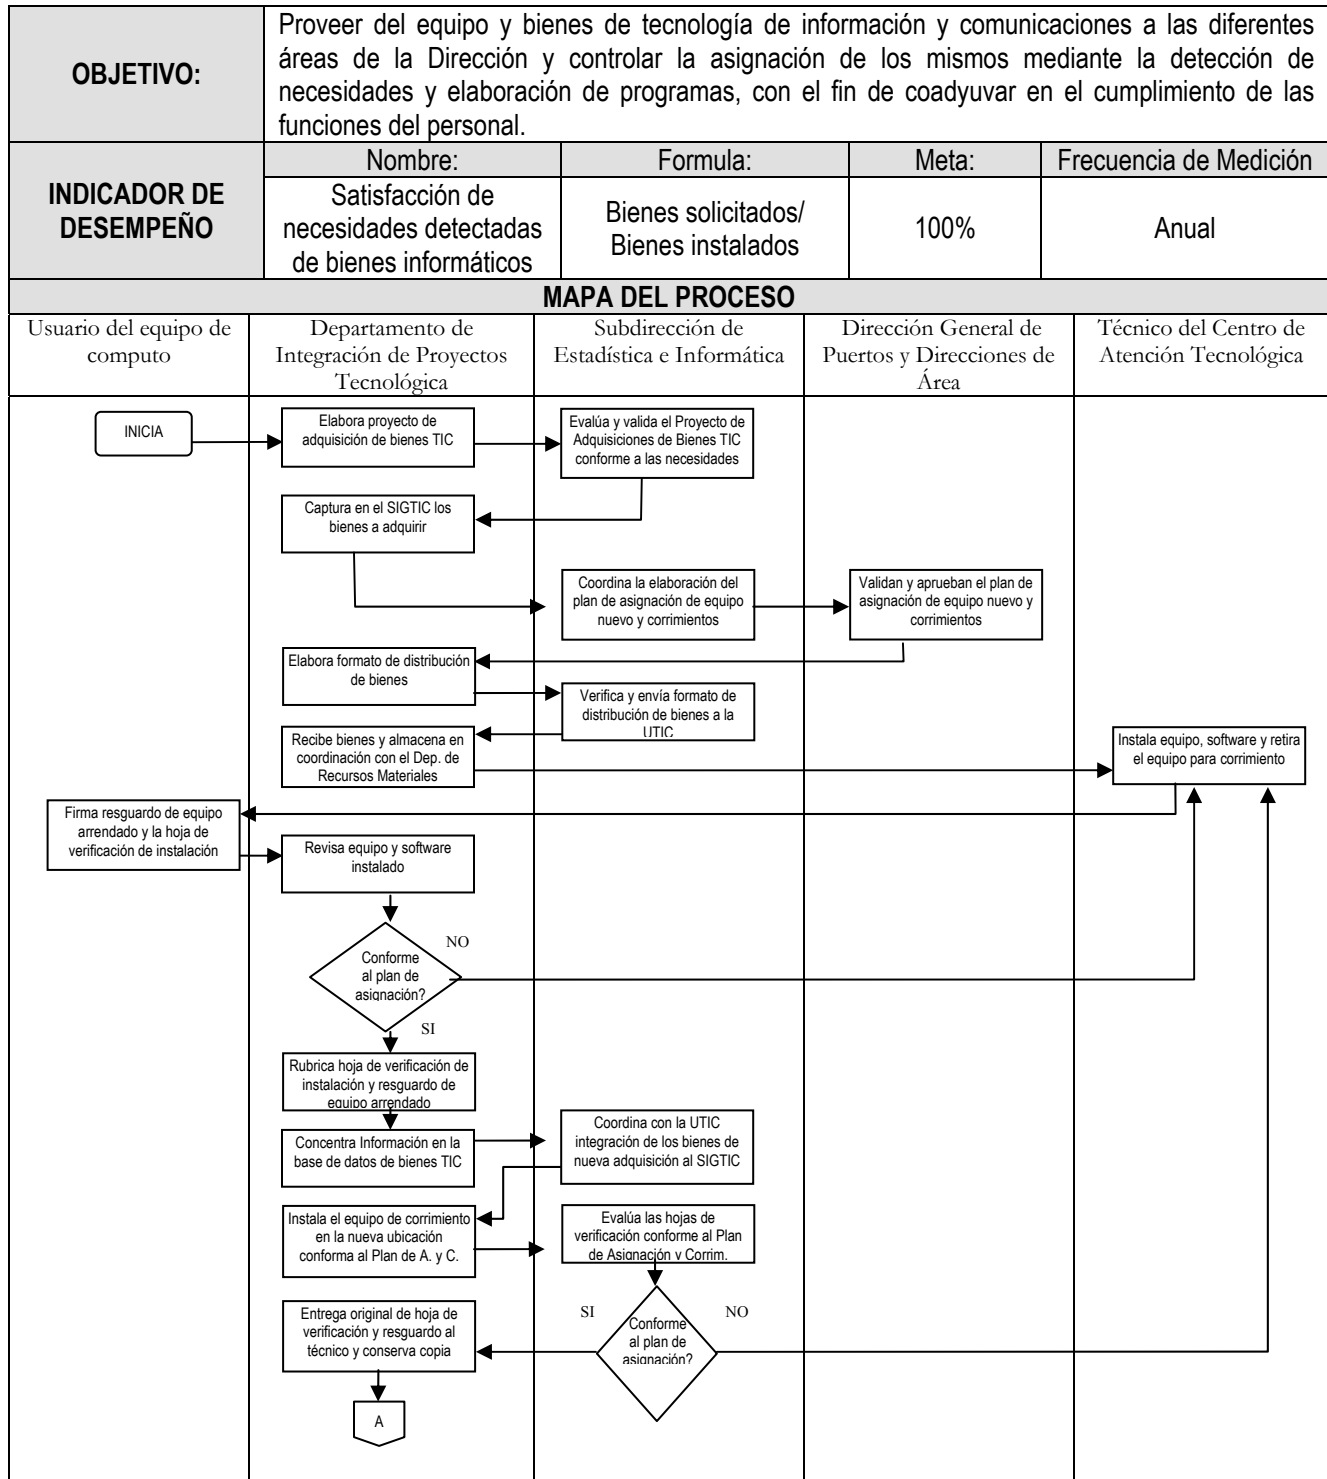 OBJETIVO:
Proveer del equipo y bienes de tecnología de información y comunicaciones a las diferentes
áreas de la Dirección y controlar la asignación de los mismos mediante la detección de
necesidades y elaboración de programas, con el fin de coadyuvar en el cumplimiento de las
funciones del personal.
INDICADOR DE
DESEMPEÑO
Nombre:
Formula:
Meta:
Frecuencia de Medición
Satisfacción de
necesidades detectadas
de bienes informáticos
Bienes solicitados/
Bienes instalados
100%
Anual
MAPA DEL PROCESO
Usuario del equipo de
computo
Departamento de
Integración de Proyectos
Tecnológica
Subdirección de
Estadística e Informática
Dirección General de
Puertos y Direcciones de
Área
Técnico del Centro de
Atención Tecnológica
INICIA
Elabora proyecto de
adquisición de bienes TIC
Evalúa y valida el Proyecto de
Adquisiciones de Bienes TIC
conforme a las necesidades
Captura en el SIGTIC los
bienes a adquirir
Coordina la elaboración del
plan de asignación de equipo
nuevo y corrimientos
Validan y aprueban el plan de
asignación de equipo nuevo y
corrimientos
Elabora formato de distribución
de bienes
Verifica y envía formato de
distribución de bienes a la
UTIC
Recibe bienes y almacena en
coordinación con el Dep. de
Recursos Materiales
Instala equipo, software y retira
el equipo para corrimiento
Firma resguardo de equipo
arrendado y la hoja de
verificación de instalación
Revisa equipo y software
instalado
Conforme
al plan de
asignación?
NO
SI
Rubrica hoja de verificación de
instalación y resguardo de
equipo arrendado
Concentra Información en la
base de datos de bienes TIC
Coordina con la UTIC
integración de los bienes de
nueva adquisición al SIGTIC
Instala el equipo de corrimiento
en la nueva ubicación
conforma al Plan de A. y C.
Evalúa las hojas de
verificación conforme al Plan
de Asignación y Corrim.
SI
NO
Conforme
al plan de
asignación?
Entrega original de hoja de
verificación y resguardo al
técnico y conserva copia
A